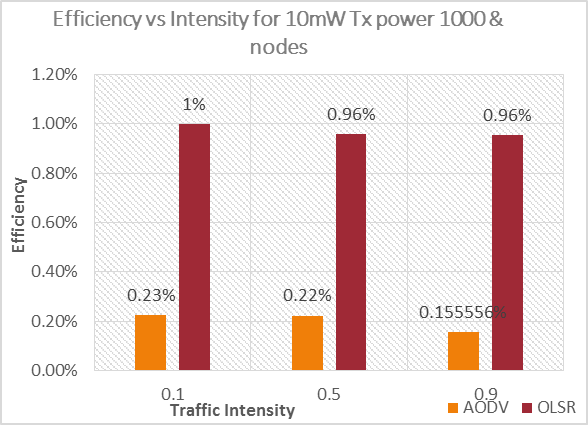 Efficiency vs Intensity for 10mW Tx power 1000 &
nodes
1.20%
1.00%
0.80%
0.60%
0.40%
0.20%
0.00%
Efficiency
0.23%
1%
0.22%
0.96%
0.155556%
0.96%
0.1
0.5
0.9
Traffic Intensity
AODV
OLSR